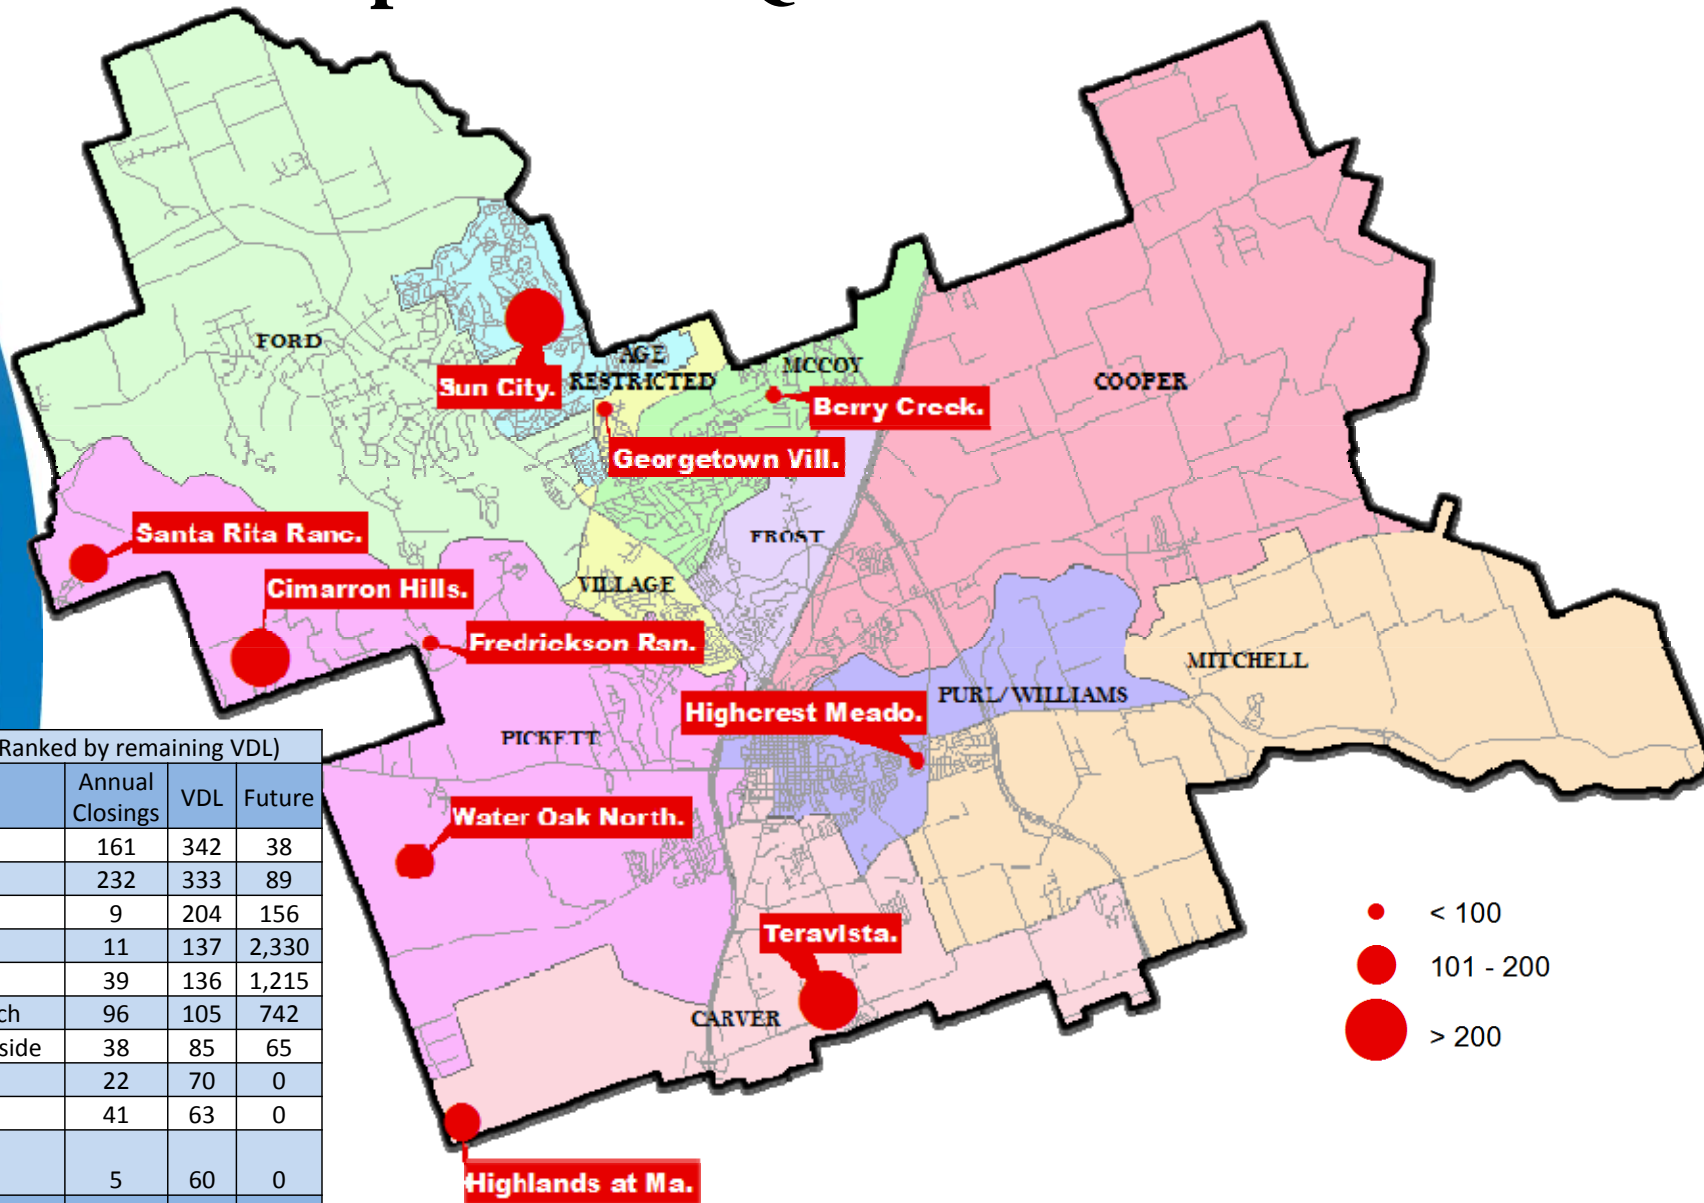 FORD
AGE
RESTRICTED
MCCOY
COOPER
Sun City.
Berry Creek.
Georgetown Vill.
Santa Rita Ranc.
FROST
VILLAGE
Cimarron Hills.
Fredrickson Ran.
MITCHELL
PURL/WILLIAMS
Highcrest Meado.
PICKETT
Water Oak North.
Teravista.
CARVER
Highlands at Ma.
Ranked by remaining VDL)
Annual Closings VDL Future
161 342 38
232 333 89
9 204 156
11 137 2,330
39 136 1,215
ch 96 105 742
side 38 85 65
22 70 0
41 63 0
5 60 0
< 100
101 - 200
> 200